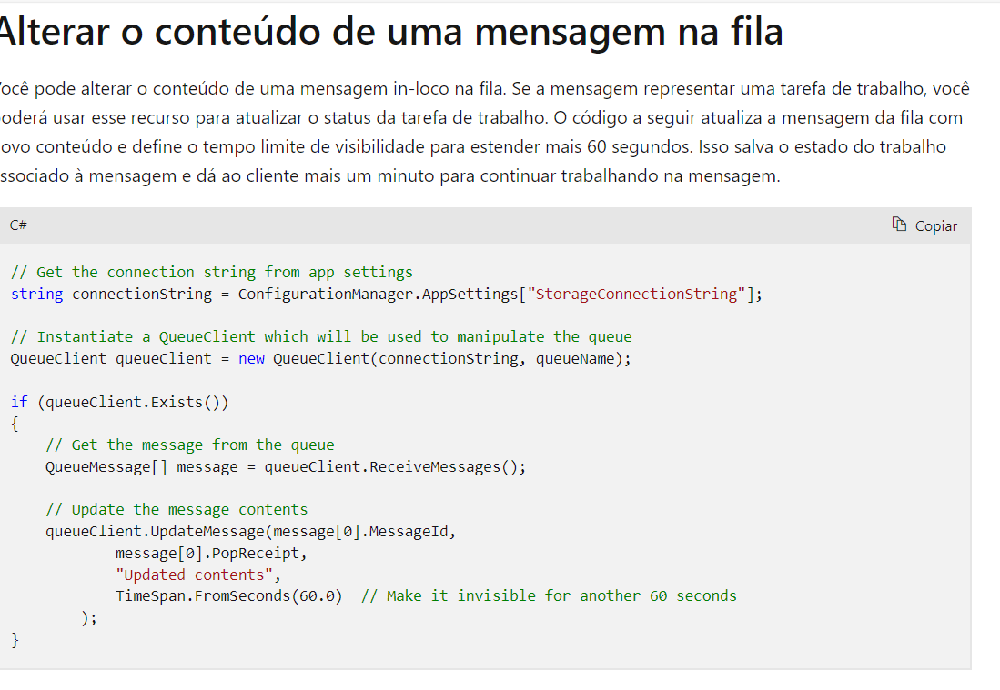 Alterar o conteúdo de uma mensagem na fila
ocê pode alterar o conteúdo de uma mensagem in-loco na fila. Se a mensagem representar uma tarefa de trabalho, você
oderá usar esse recurso para atualizar o status da tarefa de trabalho. O código a seguir atualiza a mensagem da fila com
ovo conteúdo e define o tempo limite de visibilidade para estender mais 60 segundos. Isso salva o estado do trabalho
ssociado à mensagem e dá ao cliente mais um minuto para continuar trabalhando na mensagem.
C# Copiar
// Get the connection string from app settings
string connectionString = ConfigurationManager.AppSettings["StorageConnectionString"];
// Instantiate a QueueClient which will be used to manipulate the queue
QueueClient queueClient = new QueueClient(connectionString, queueName);
if (queueClient.Exists())
{
// Get the message from the queue
QueueMessage[] message = queueClient.ReceiveMessages();
// Update the message contents
queueClient.UpdateMessage(message[0].MessageId,
message[0].PopReceipt,
"Updated contents",
TimeSpan.FromSeconds(60.0) // Make it invisible for another 60 seconds
);
}